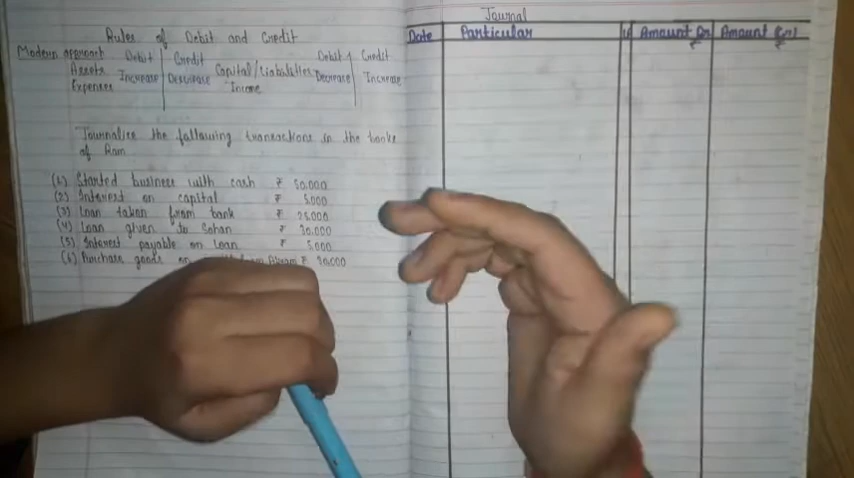 Rules of Debit and Credit
Modern approach Debit Credit Debit Credit
Assets Increase Decrease Capital/Liabilities Decrease Increase
Expenses Income
Journalise the following transactions in the books
of Ram
(1) Started business with cash ₹ 50,000
(2) Interest on capital ₹ 5,000
(3) Loan taken from bank ₹ 25,000
(4) Loan given to Sohan ₹ 30,000
(5) Interest payable on Loan ₹ 5,000
(6) Purchase goods on ₹ 30,000
Journal
Date Particular Amount Dr Amount Cr
₹ ₹